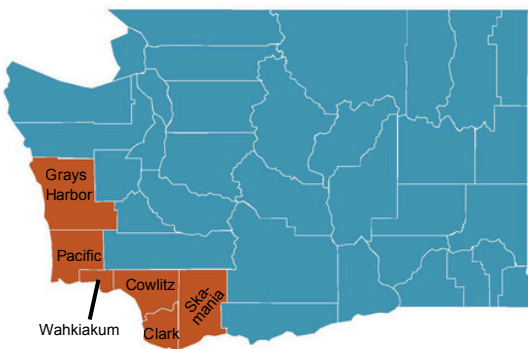 Grays
Harbor
Pacific
Cowlitz
Ska-
mania
Wahkiakum
Clark